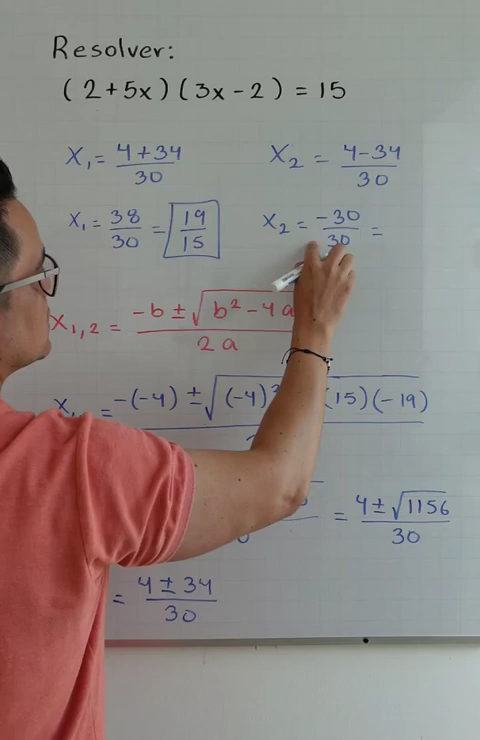 Resolver:
(2+5x)(3x-2)=15
X₁ = 4+34/30
X₂ = 4-34/30
X₁ = 38/30 = 19/15
X₂ = -30/30 =
X₁,₂ = -b ± √b² - 4a / 2a
= -(-4) ± √(-4)² (15)(-19)
= 4 ± √1156 / 30
= 4 ± 34 / 30